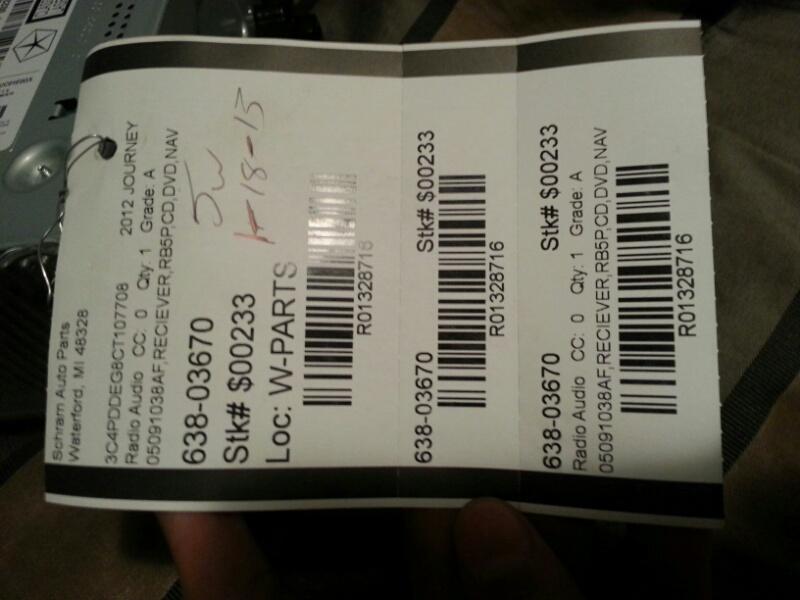 Schram Auto Parts
Waterford, MI 48328
3C4PDDEG8CT107708 2012 JOURNEY
Radio Audio CC: 0 Qty: 1 Grade: A
05091038AF,RECIEVER,RB5P,CD,DVD,NAV
638-03670
Stk# $00233
Loc: W-PARTS
JW
1-18-13
R01328716
638-03670 Stk# $00233
R01328716
638-03670 Stk# $00233
Radio Audio CC: 0 Qty: 1 Grade: A
05091038AF,RECIEVER,RB5P,CD,DVD,NAV
R01328716